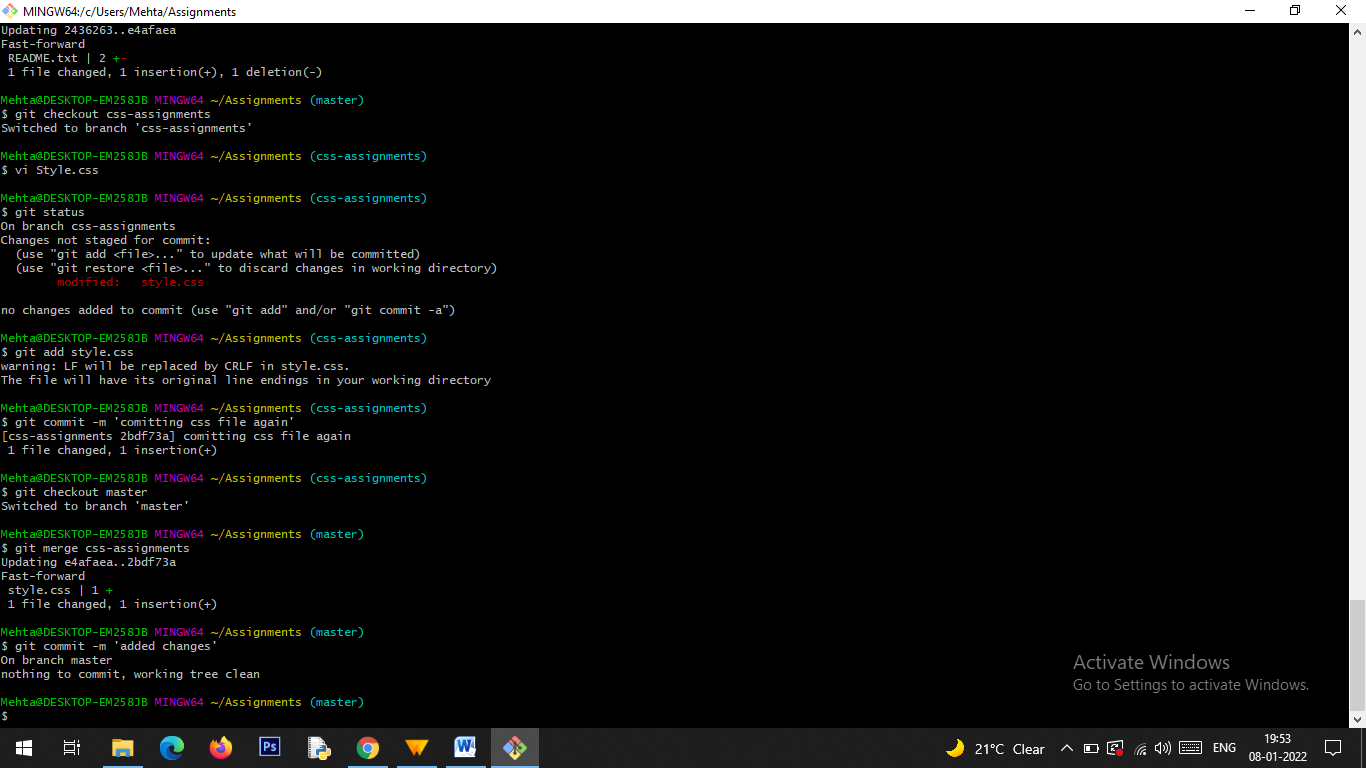 MINGW64:/c/Users/Mehta/Assignments
Updating 2436263..e4afaea
Fast-forward
 README.txt | 2 +-
 1 file changed, 1 insertion(+), 1 deletion(-)
Mehta@DESKTOP-EM258JB MINGW64 ~/Assignments (master)
$ git checkout css-assignments
Switched to branch 'css-assignments'
Mehta@DESKTOP-EM258JB MINGW64 ~/Assignments (css-assignments)
$ vi Style.css
Mehta@DESKTOP-EM258JB MINGW64 ~/Assignments (css-assignments)
$ git status
On branch css-assignments
Changes not staged for commit:
  (use "git add <file>..." to update what will be committed)
  (use "git restore <file>..." to discard changes in working directory)
        modified:   style.css
no changes added to commit (use "git add" and/or "git commit -a")
Mehta@DESKTOP-EM258JB MINGW64 ~/Assignments (css-assignments)
$ git add style.css
warning: LF will be replaced by CRLF in style.css.
The file will have its original line endings in your working directory
Mehta@DESKTOP-EM258JB MINGW64 ~/Assignments (css-assignments)
$ git commit -m 'comitting css file again'
[css-assignments 2bdf73a] comitting css file again
 1 file changed, 1 insertion(+)
Mehta@DESKTOP-EM258JB MINGW64 ~/Assignments (css-assignments)
$ git checkout master
Switched to branch 'master'
Mehta@DESKTOP-EM258JB MINGW64 ~/Assignments (master)
$ git merge css-assignments
Updating e4afaea..2bdf73a
Fast-forward
 style.css | 1 +
 1 file changed, 1 insertion(+)
Mehta@DESKTOP-EM258JB MINGW64 ~/Assignments (master)
$ git commit -m 'added changes'
On branch master
nothing to commit, working tree clean
Mehta@DESKTOP-EM258JB MINGW64 ~/Assignments (master)
$
Activate Windows
Go to Settings to activate Windows.
Ps
W
21°C Clear
ENG
19:53
08-01-2022